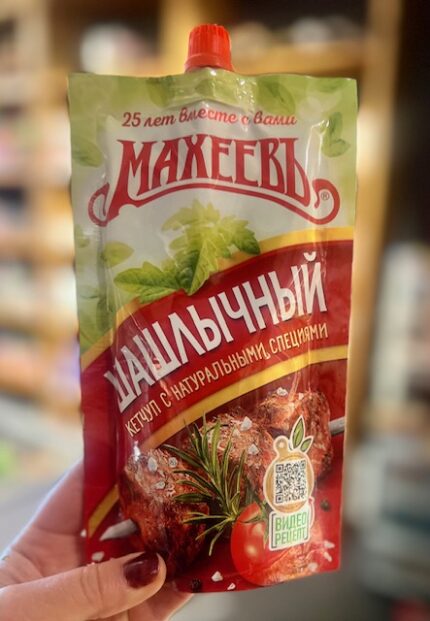 25 лет вместе с вами
МАХЕЕВЪ®
ШАШЛЫЧНЫЙ
КЕТЧУП С НАТУРАЛЬНЫМИ СПЕЦИЯМИ
ВИДЕО
РЕЦЕПТ